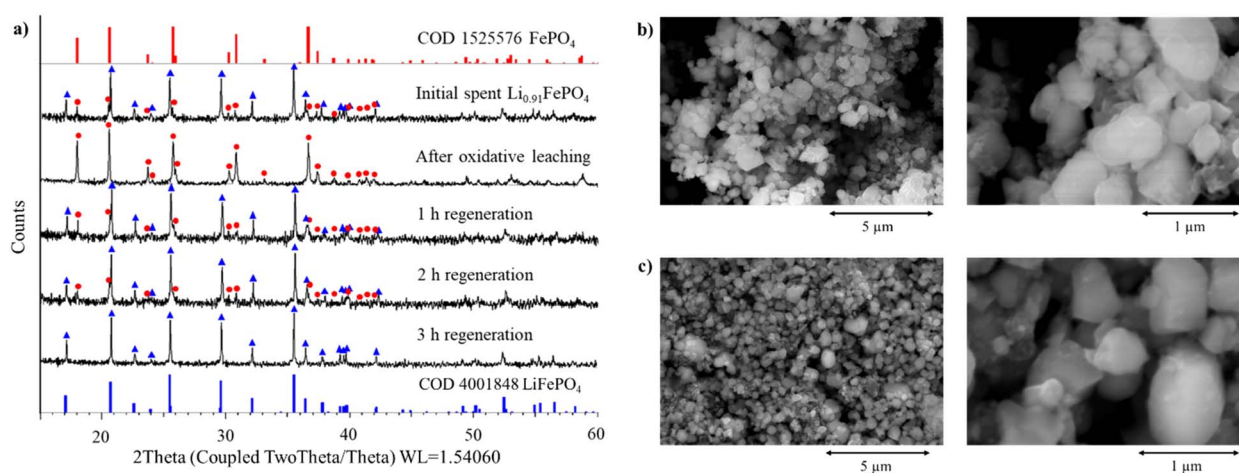 a)
COD 1525576 FePO₄
Initial spent Li₀.₉₁FePO₄
After oxidative leaching
1 h regeneration
2 h regeneration
3 h regeneration
COD 4001848 LiFePO₄
Counts
20 30 40 50 60
2Theta (Coupled TwoTheta/Theta) WL=1.54060
b)
5 µm
1 µm
c)
5 µm
1 µm